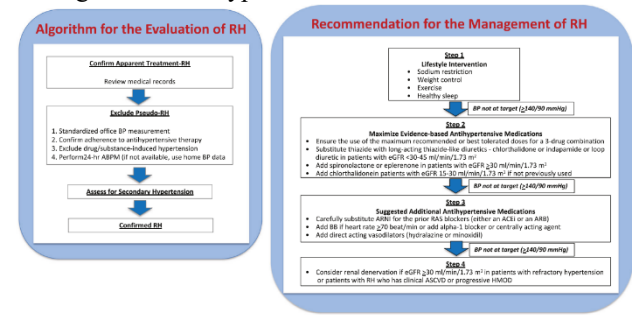 Algorithm for the Evaluation of RH
Confirm Apparent Treatment-RH
Review medical records
Exclude Pseudo-RH
1. Standardized office BP measurement
2. Confirm adherence to antihypertensive therapy
3. Exclude drug/substance-induced hypertension
4. Perform24-hr ABPM (if not available, use home BP data
Assess for Secondary Hypertension
Confirmed RH
Recommendation for the Management of RH
Step 1
Lifestyle Intervention
• Sodium restriction
• Weight control
• Exercise
• Healthy sleep
BP not at target (≥140/90 mmHg)
Step 2
Maximize Evidence-based Antihypertensive Medications
• Ensure the use of the maximum recommended or best tolerated doses for a 3-drug combination
• Substitute thiazide with long-acting thiazide-like diuretics - chlorthalidone or indapamide or loop
diuretic in patients with eGFR <30-45 ml/min/1.73 m²
• Add spironolactone or eplerenone in patients with eGFR ≥30 ml/min/1.73 m²
• Add chlorthalidonein patients with eGFR 15-30 ml/min/1.73 m² if not previously used
BP not at target (≥140/90 mmHg)
Step 3
Suggested Additional Antihypertensive Medications
• Carefully substitute ARNI for the prior RAS blockers (either an ACEi or an ARB)
• Add BB if heart rate ≥70 beat/min or add alpha-1 blocker or centrally acting agent
• Add direct acting vasodilators (hydralazine or minoxidil)
BP not at target (≥140/90 mmHg)
Step 4
• Consider renal denervation if eGFR ≥30 ml/min/1.73 m² in patients with refractory hypertension
or patients with RH who has clinical ASCVD or progressive HMOD